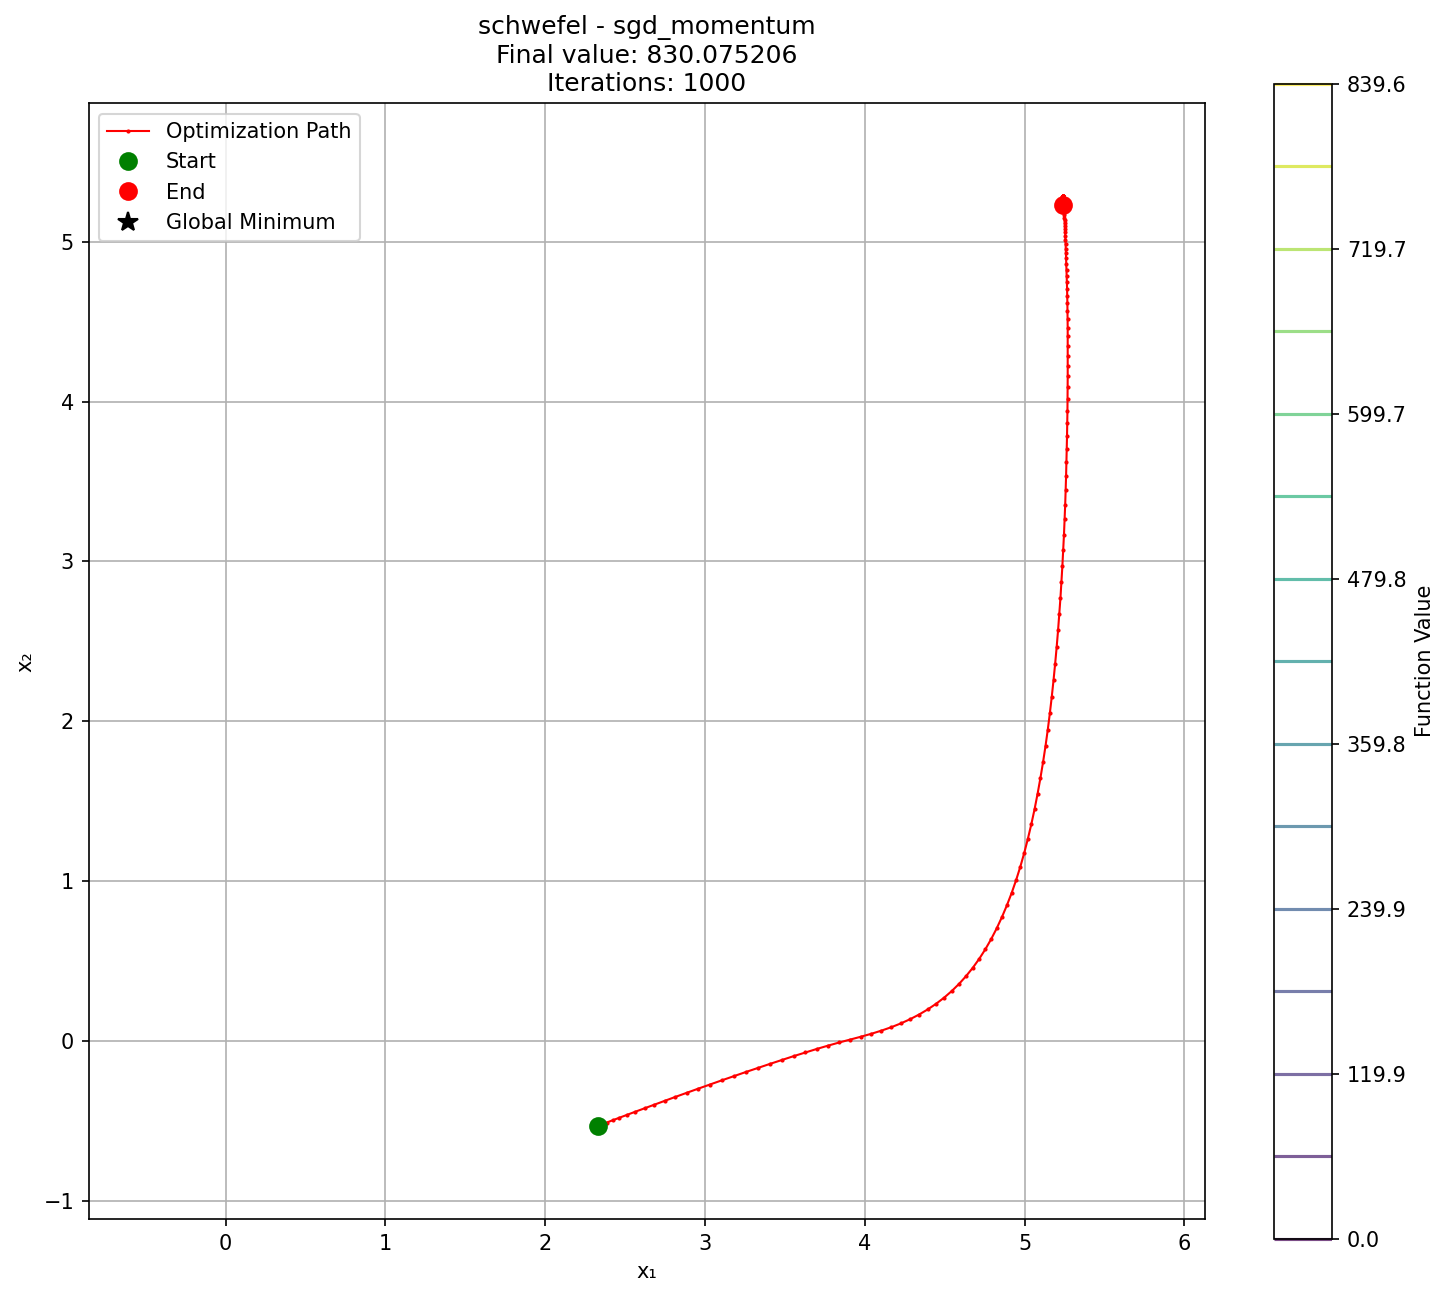 schwefel - sgd_momentum
Final value: 830.075206
Iterations: 1000
Optimization Path
Start
End
Global Minimum
5
4
3
2
1
0
−1
x₂
0
1
2
3
4
5
6
x₁
839.6
719.7
599.7
479.8
359.8
239.9
119.9
0.0
Function Value